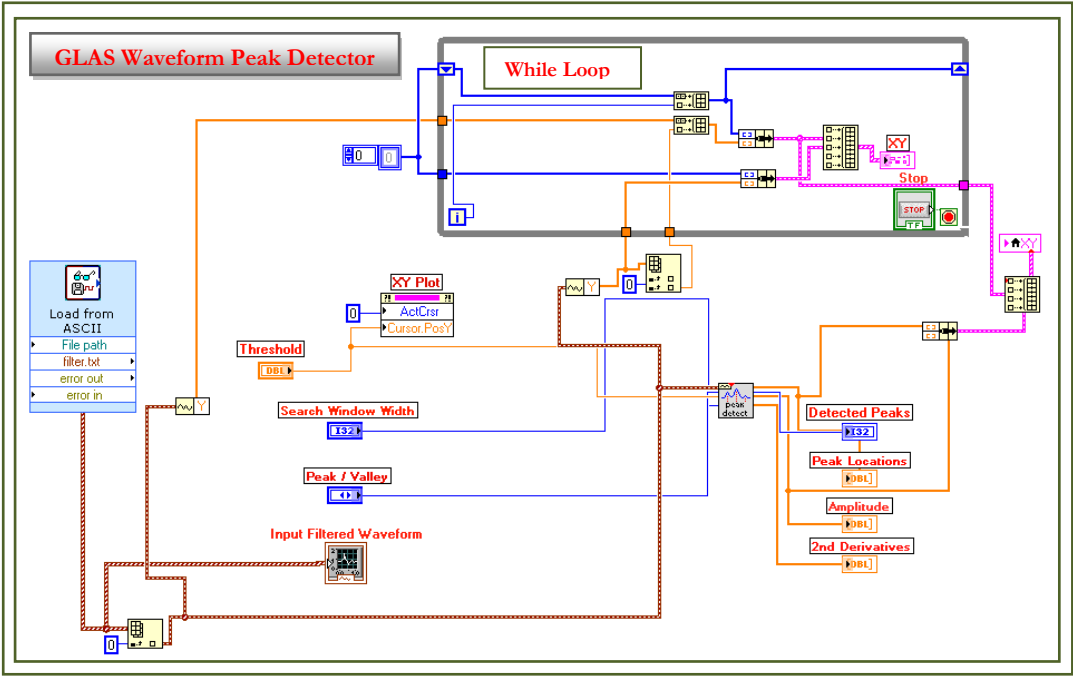 GLAS Waveform Peak Detector
While Loop
0
0
XY
Stop
STOP
TF
i
XY
Load from
ASCII
File path
filter.txt
error out
error in
XY Plot
?!
?!
0
ActCrsr
Cursor.PosY
Y
0
Threshold
DBL
Y
Search Window Width
I32
peak
detect
Detected Peaks
I32
Peak / Valley
Peak Locations
DBL]
Amplitude
DBL]
Input Filtered Waveform
2nd Derivatives
DBL]
0